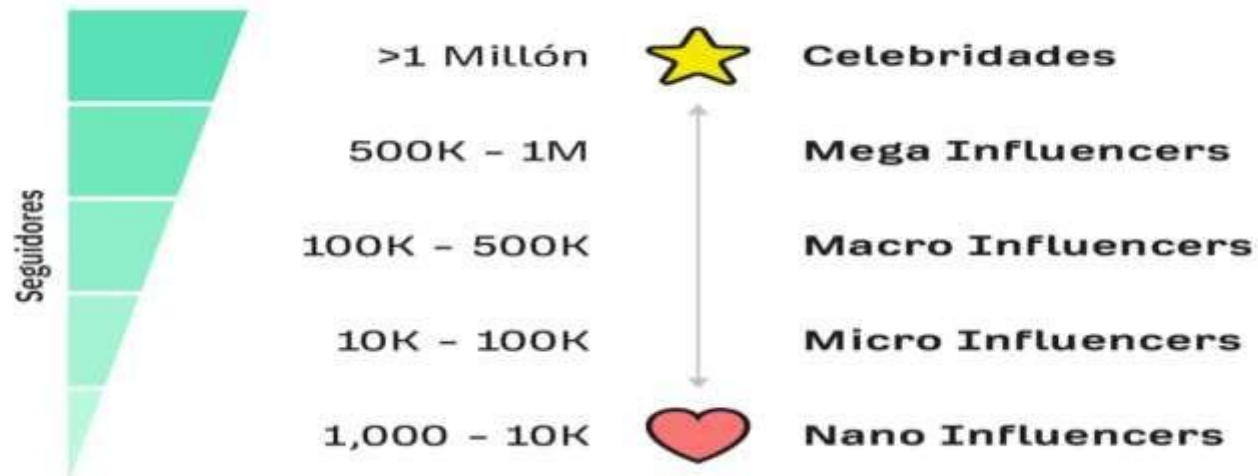 >1 Millón Celebridades
500K – 1M Mega Influencers
Seguidores
100K – 500K Macro Influencers
10K – 100K Micro Influencers
1,000 – 10K Nano Influencers